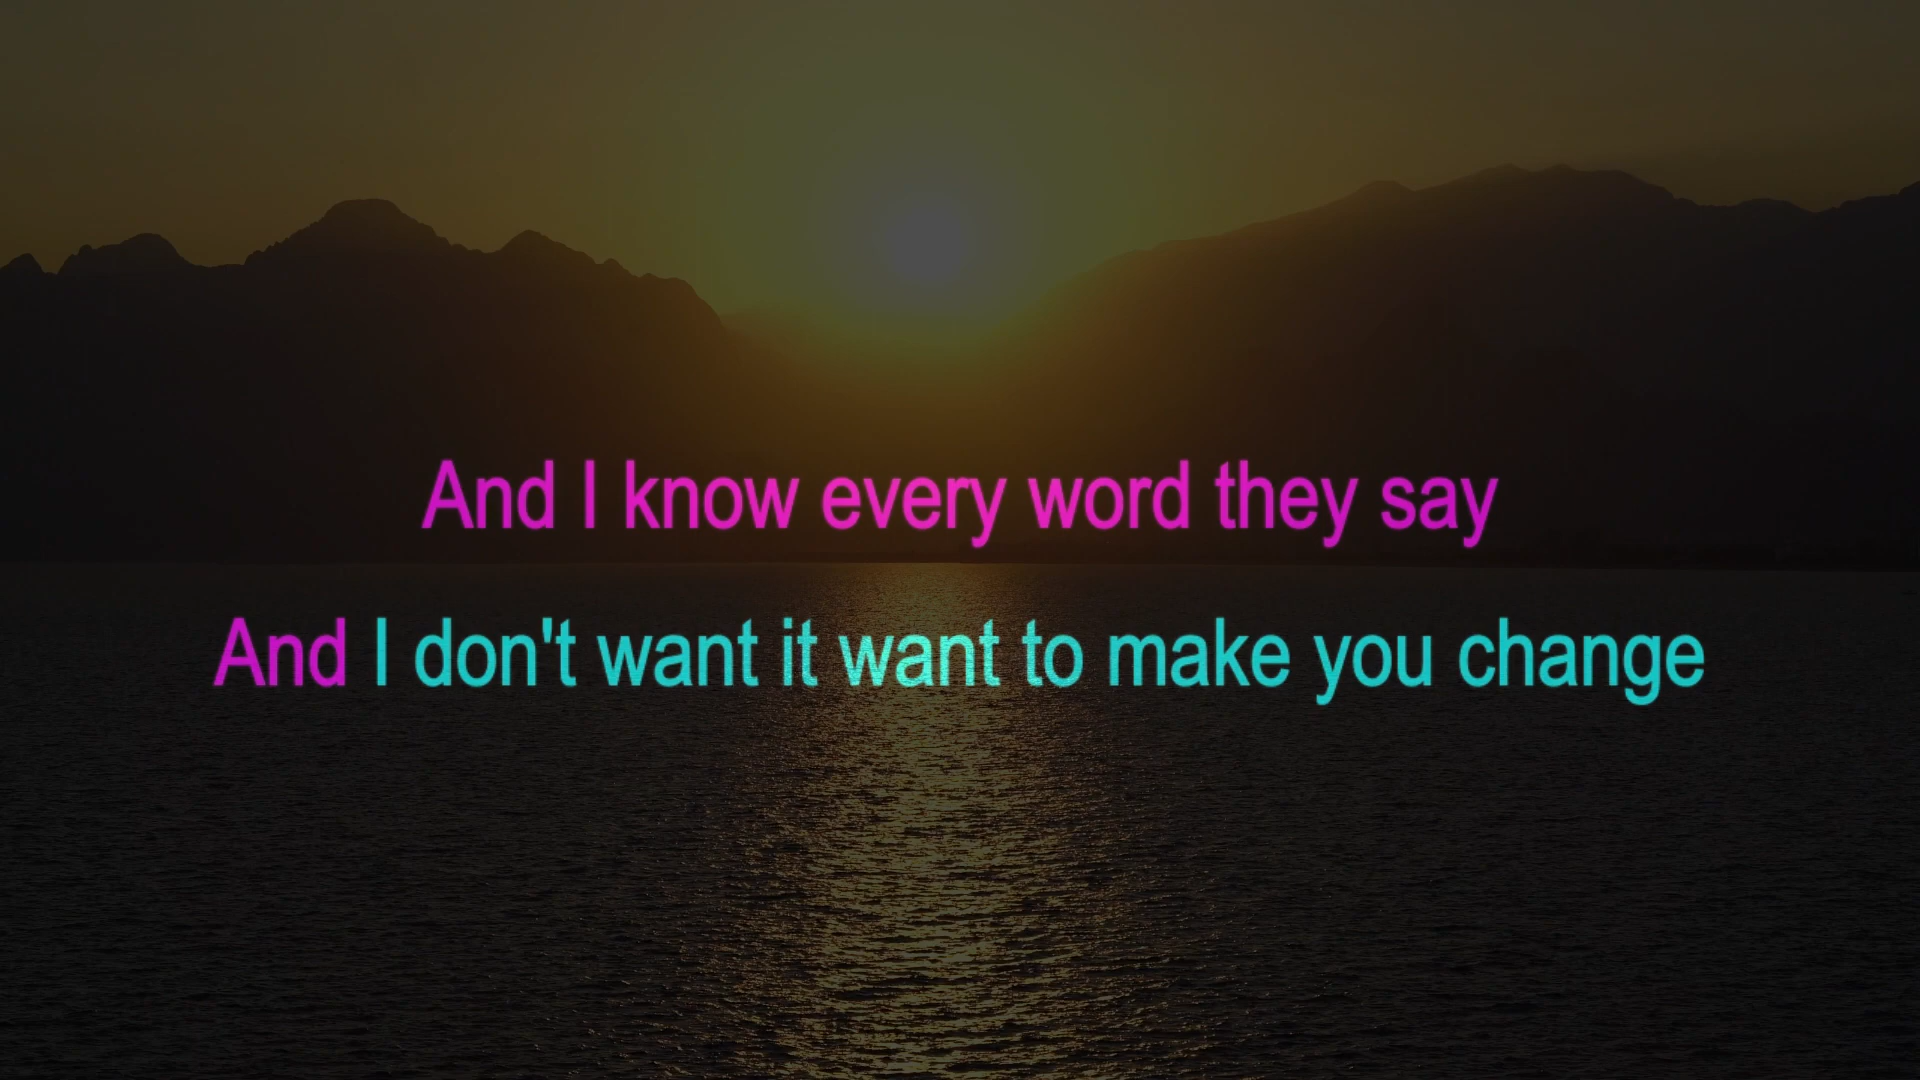 And I know every word they say
And I don't want it want to make you change